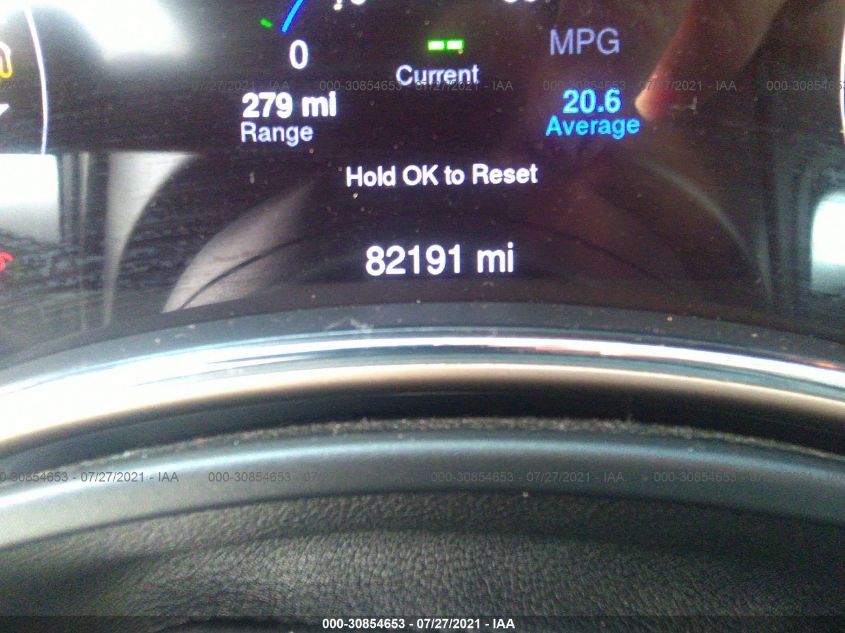 0
MPG
Current
279 mi
Range
20.6
Average
Hold OK to Reset
82191 mi
000-30854653 - 07/27/2021 - IAA